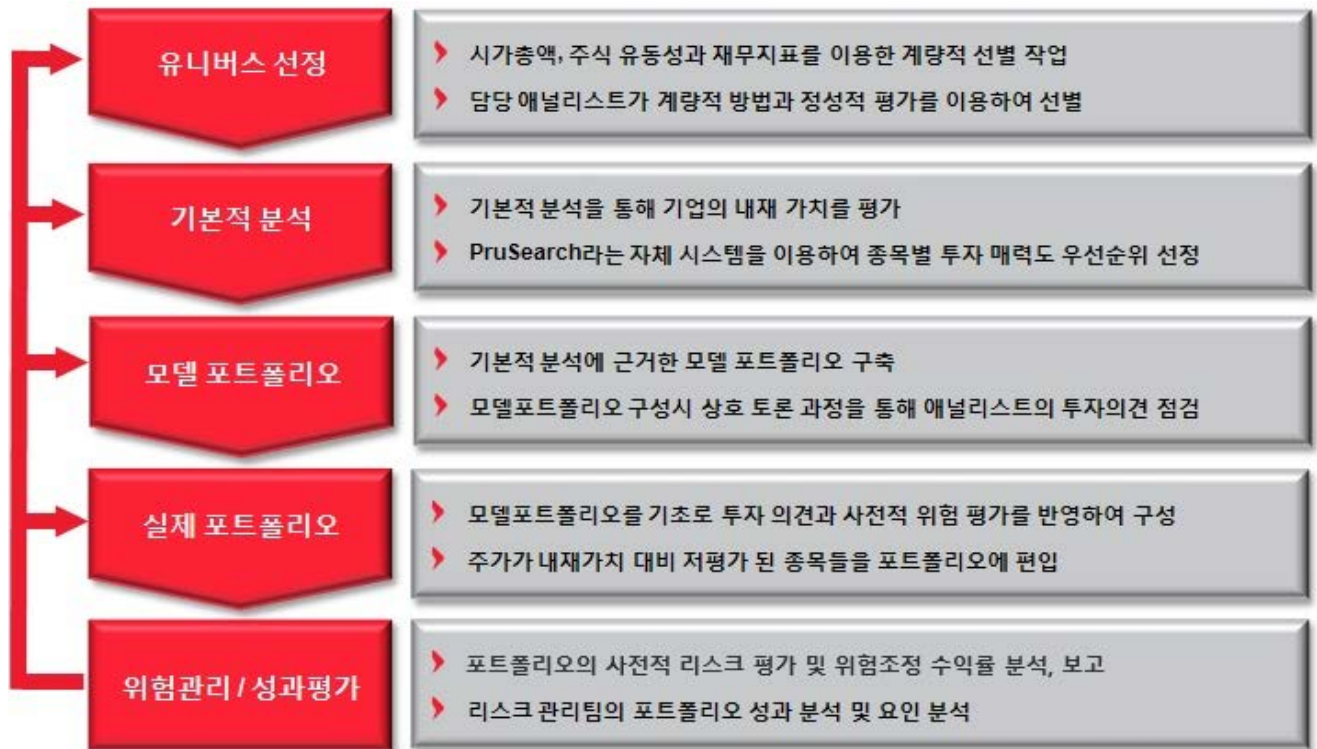 유니버스 선정
시가총액, 주식 유동성과 재무지표를 이용한 계량적 선별 작업
담당 애널리스트가 계량적 방법과 정성적 평가를 이용하여 선별
기본적 분석
기본적 분석을 통해 기업의 내재 가치를 평가
PruSearch라는 자체 시스템을 이용하여 종목별 투자 매력도 우선순위 선정
모델 포트폴리오
기본적 분석에 근거한 모델 포트폴리오 구축
모델포트폴리오 구성시 상호 토론 과정을 통해 애널리스트의 투자의견 점검
실제 포트폴리오
모델포트폴리오를 기초로 투자 의견과 사전적 위험 평가를 반영하여 구성
주가가 내재가치 대비 저평가 된 종목들을 포트폴리오에 편입
위험관리 / 성과평가
포트폴리오의 사전적 리스크 평가 및 위험조정 수익률 분석, 보고
리스크 관리팀의 포트폴리오 성과 분석 및 요인 분석